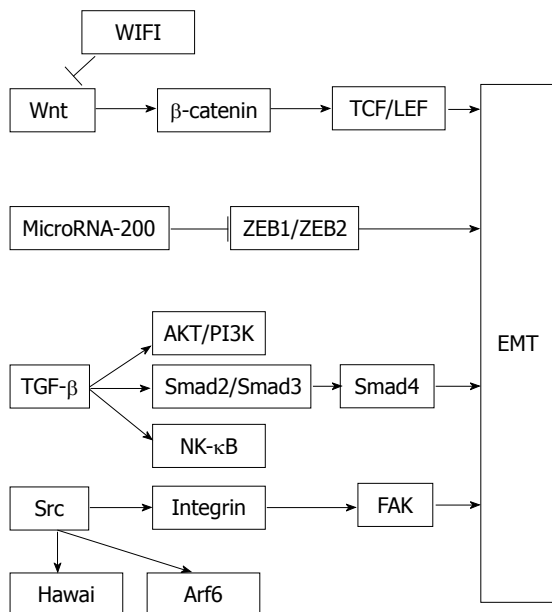 WIFI
Wnt
β-catenin
TCF/LEF
MicroRNA-200
ZEB1/ZEB2
AKT/PI3K
EMT
TGF-β
Smad2/Smad3
Smad4
NK-κB
Src
Integrin
FAK
Hawai
Arf6